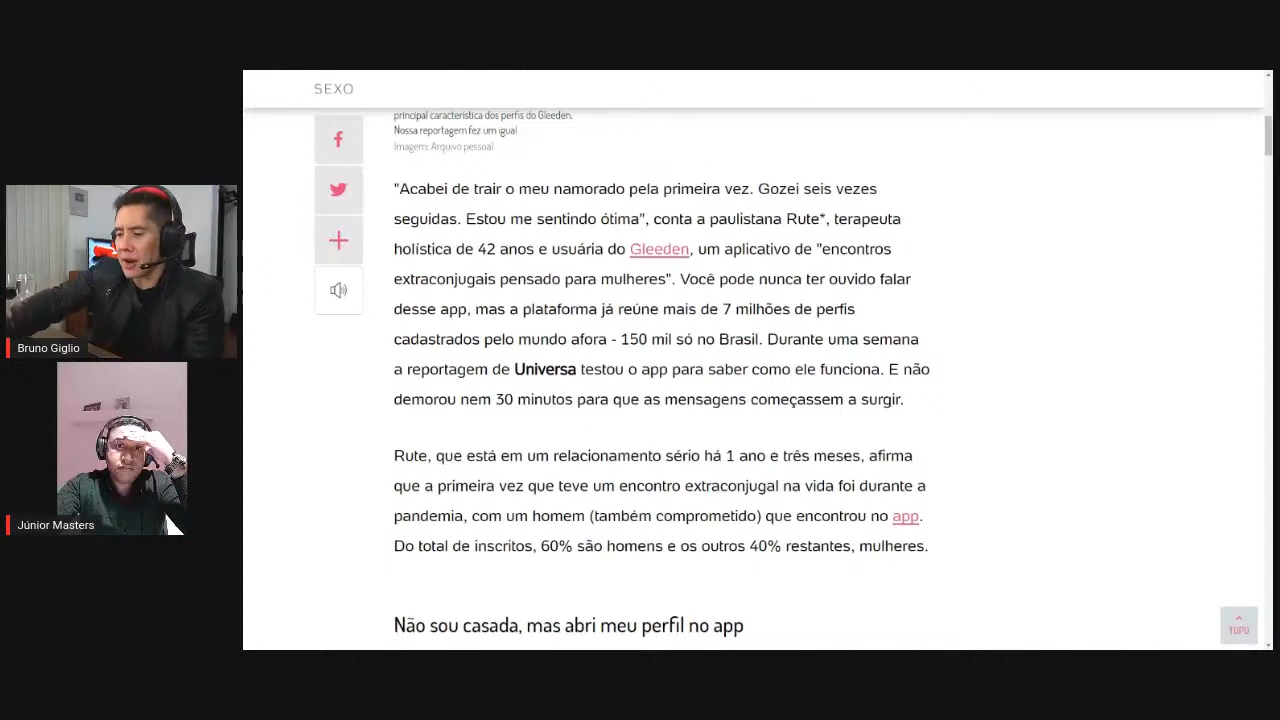 SEXO
principal característica dos perfis do Gleeden.
Nossa reportagem fez um igual
Imagem: Arquivo pessoal
"Acabei de trair o meu namorado pela primeira vez. Gozei seis vezes
seguidas. Estou me sentindo ótima", conta a paulistana Rute*, terapeuta
holística de 42 anos e usuária do Gleeden, um aplicativo de "encontros
extraconjugais pensado para mulheres". Você pode nunca ter ouvido falar
desse app, mas a plataforma já reúne mais de 7 milhões de perfis
cadastrados pelo mundo afora - 150 mil só no Brasil. Durante uma semana
a reportagem de Universa testou o app para saber como ele funciona. E não
demorou nem 30 minutos para que as mensagens começassem a surgir.
Rute, que está em um relacionamento sério há 1 ano e três meses, afirma
que a primeira vez que teve um encontro extraconjugal na vida foi durante a
pandemia, com um homem (também comprometido) que encontrou no app.
Do total de inscritos, 60% são homens e os outros 40% restantes, mulheres.
Não sou casada, mas abri meu perfil no app
TOPO
Bruno Giglio
Júnior Masters